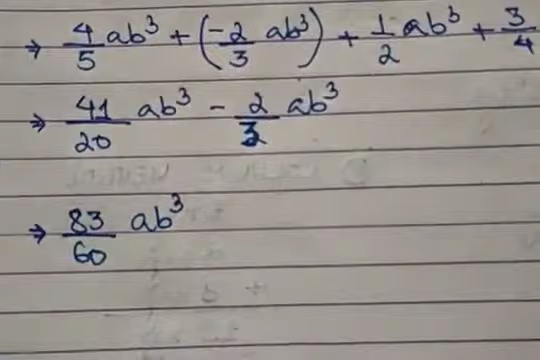 ⇒ 4/5 ab³ + (-2/3 ab³) + 1/2 ab³ + 3/4
⇒ 41/20 ab³ - 2/3 ab³
⇒ 83/60 ab³